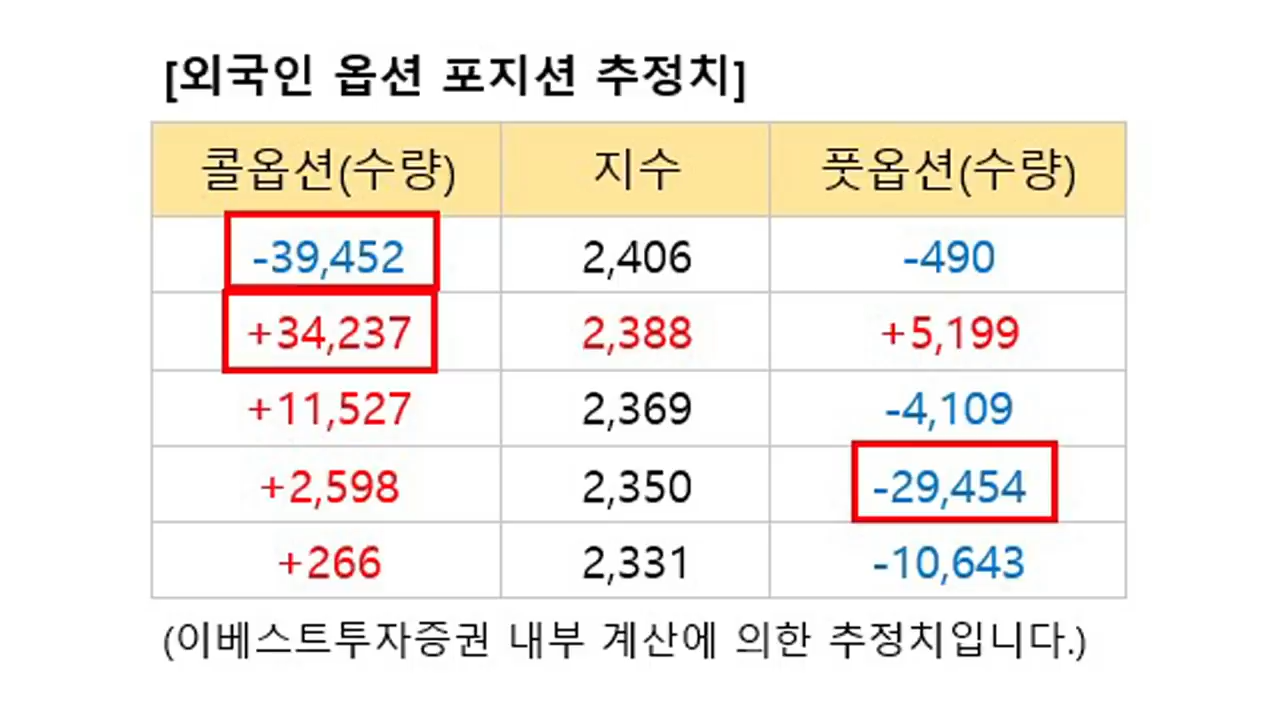 [외국인 옵션 포지션 추정치]
콜옵션(수량) 지수 풋옵션(수량)
-39,452 2,406 -490
+34,237 2,388 +5,199
+11,527 2,369 -4,109
+2,598 2,350 -29,454
+266 2,331 -10,643
(이베스트투자증권 내부 계산에 의한 추정치입니다.)